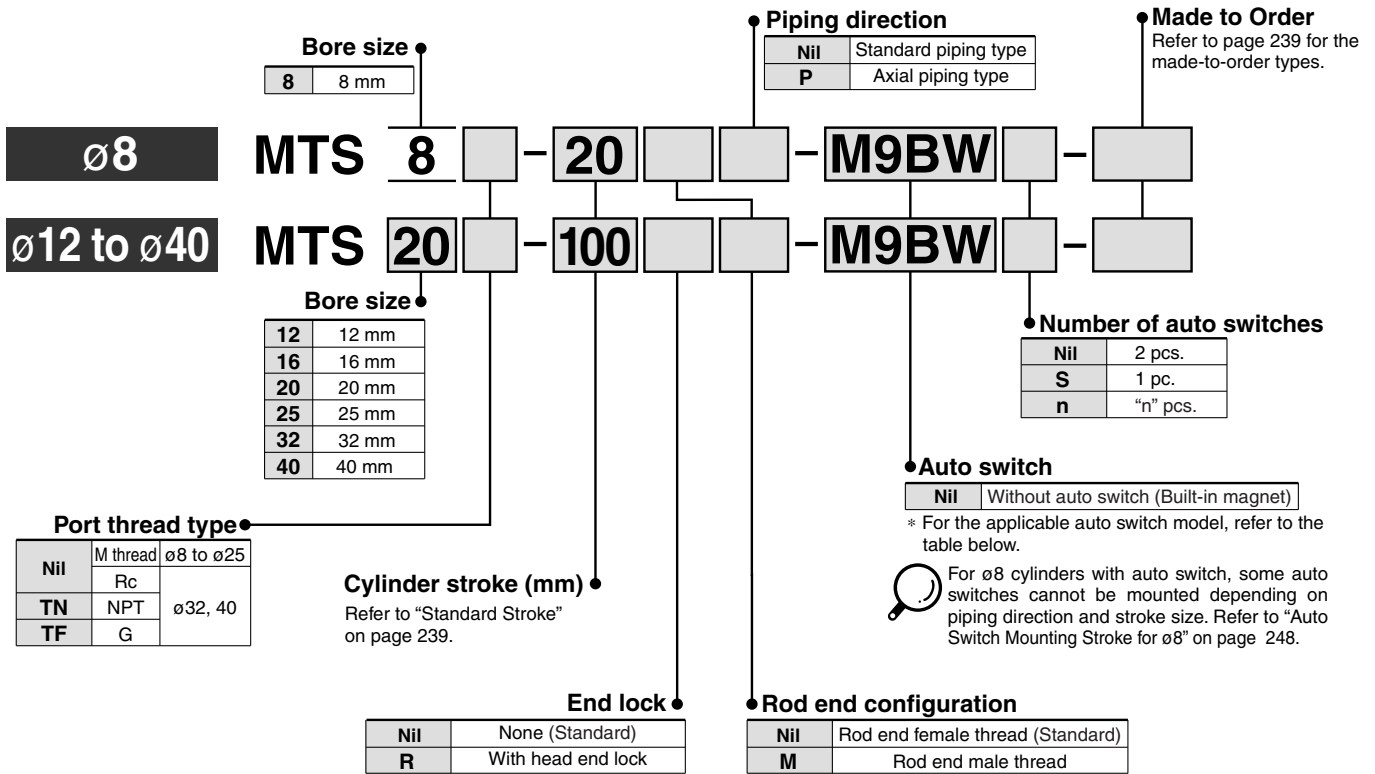 Bore size
8 8 mm
Piping direction
Nil Standard piping type
P Axial piping type
Made to Order
Refer to page 239 for the
made-to-order types.
ø8 MTS 8 - 20 - M9BW -
ø12 to ø40 MTS 20 - 100 - M9BW -
Bore size
12 12 mm
16 16 mm
20 20 mm
25 25 mm
32 32 mm
40 40 mm
Number of auto switches
Nil 2 pcs.
S 1 pc.
n “n” pcs.
Auto switch
Nil Without auto switch (Built-in magnet)
* For the applicable auto switch model, refer to the
table below.
For ø8 cylinders with auto switch, some auto
switches cannot be mounted depending on
piping direction and stroke size. Refer to “Auto
Switch Mounting Stroke for ø8” on page 248.
Port thread type
Nil M thread ø8 to ø25
Rc ø32, 40
TN NPT
TF G
Cylinder stroke (mm)
Refer to “Standard Stroke”
on page 239.
End lock
Nil None (Standard)
R With head end lock
Rod end configuration
Nil Rod end female thread (Standard)
M Rod end male thread